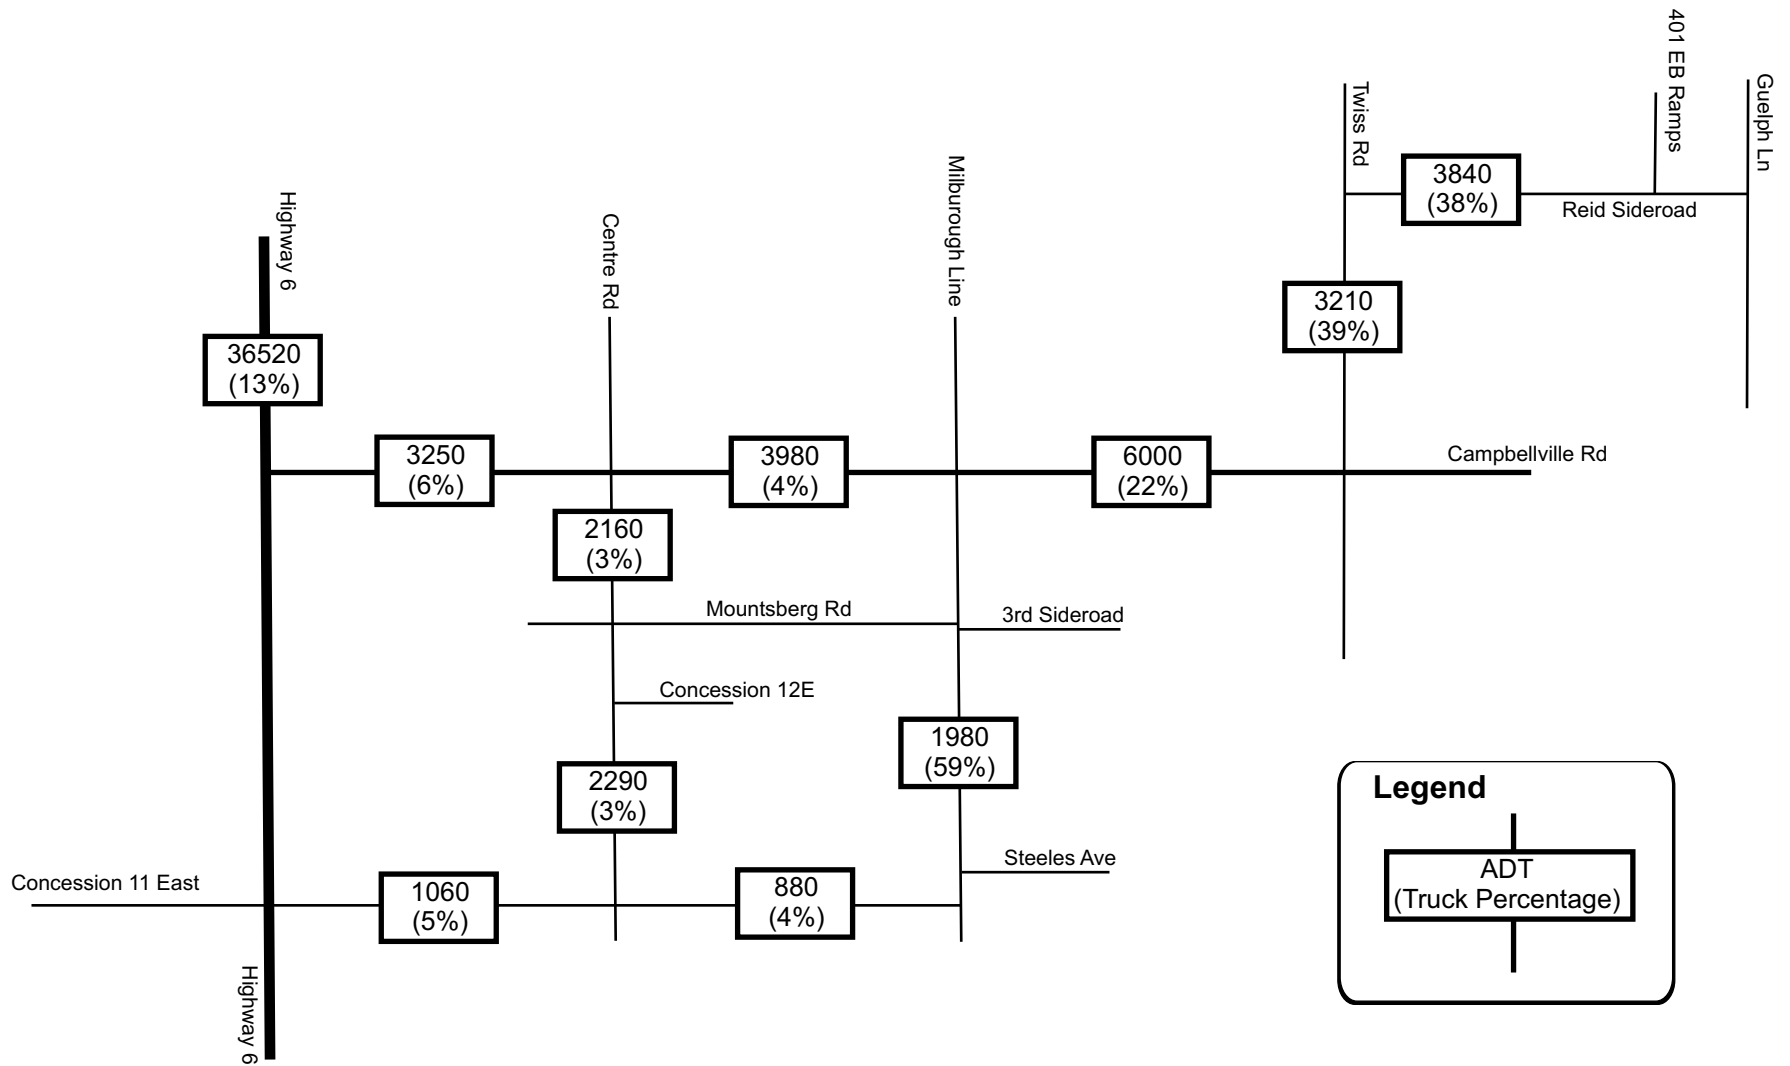 401 EB Ramps
Guelph Ln
Twiss Rd
3840
(38%)
Reid Sideroad
Milburough Line
Highway 6
Centre Rd
3210
(39%)
36520
(13%)
3250
(6%)
3980
(4%)
6000
(22%)
Campbellville Rd
2160
(3%)
Mountsberg Rd
3rd Sideroad
Concession 12E
1980
(59%)
2290
(3%)
Legend
ADT
(Truck Percentage)
Steeles Ave
Concession 11 East
1060
(5%)
880
(4%)
Highway 6